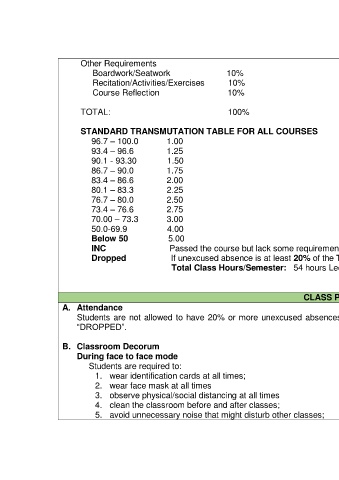 Other Requirements
Boardwork/Seatwork 10%
Recitation/Activities/Exercises 10%
Course Reflection 10%
TOTAL: 100%
STANDARD TRANSMUTATION TABLE FOR ALL COURSES
96.7 – 100.0 1.00
93.4 – 96.6 1.25
90.1 - 93.30 1.50
86.7 – 90.0 1.75
83.4 – 86.6 2.00
80.1 – 83.3 2.25
76.7 – 80.0 2.50
73.4 – 76.6 2.75
70.00 – 73.3 3.00
50.0-69.9 4.00
Below 50 5.00
INC Passed the course but lack some requiremen
Dropped If unexcused absence is at least 20% of the T
Total Class Hours/Semester: 54 hours Lec
CLASS P
A. Attendance
Students are not allowed to have 20% or more unexcused absences
"DROPPED".
B. Classroom Decorum
During face to face mode
Students are required to:
1. wear identification cards at all times;
2. wear face mask at all times
3. observe physical/social distancing at all times
4. clean the classroom before and after classes;
5. avoid unnecessary noise that might disturb other classes;